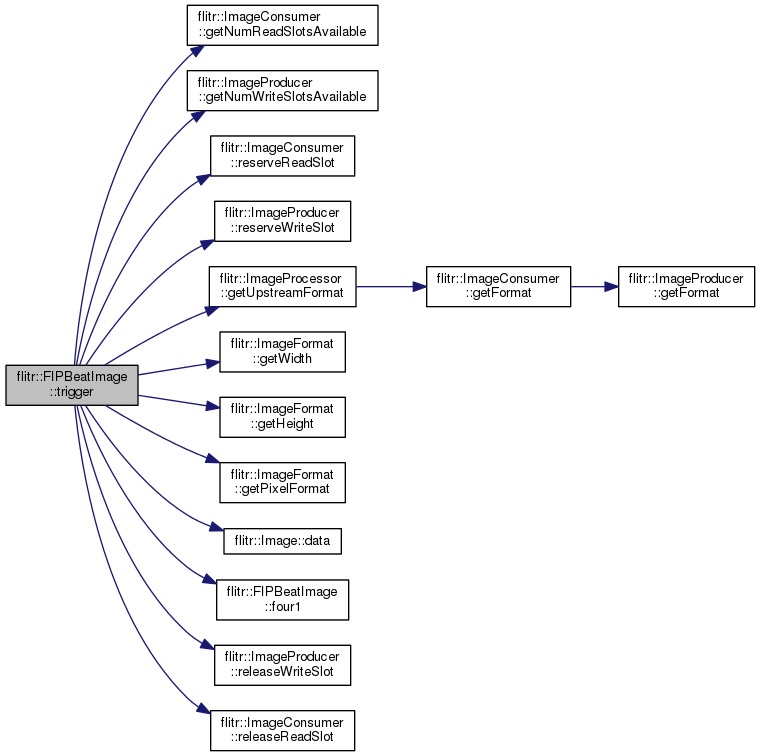 flitr::ImageConsumer
::getNumReadSlotsAvailable
flitr::ImageProducer
::getNumWriteSlotsAvailable
flitr::ImageConsumer
::reserveReadSlot
flitr::ImageProducer
::reserveWriteSlot
flitr::ImageProcessor
::getUpstreamFormat
flitr::ImageConsumer
::getFormat
flitr::ImageProducer
::getFormat
flitr::ImageFormat
::getWidth
flitr::FIPBeatImage
::trigger
flitr::ImageFormat
::getHeight
flitr::ImageFormat
::getPixelFormat
flitr::Image::data
flitr::FIPBeatImage
::four1
flitr::ImageProducer
::releaseWriteSlot
flitr::ImageConsumer
::releaseReadSlot